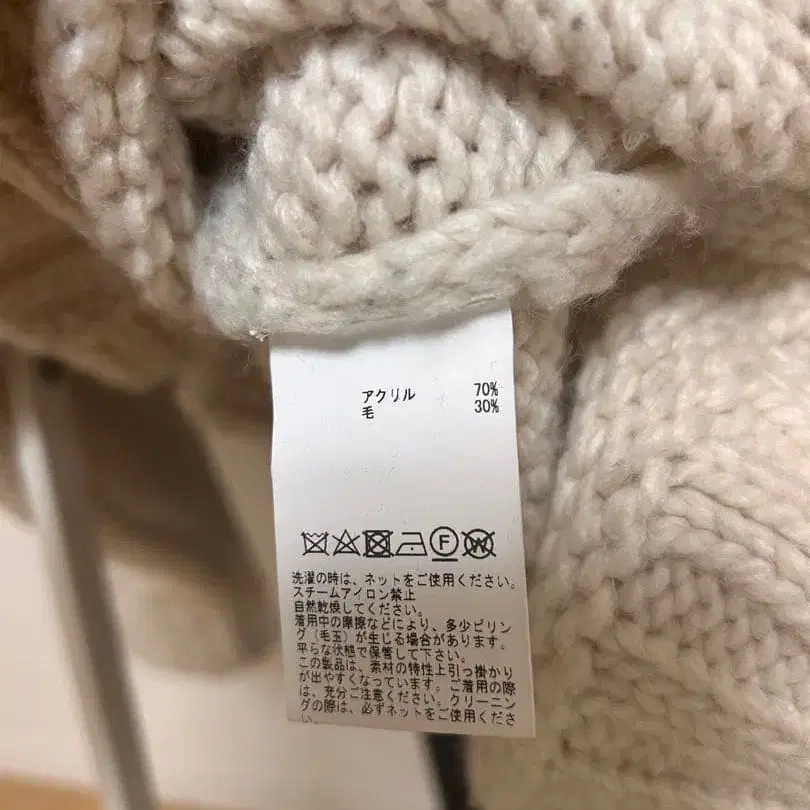 アクリル 70%
毛 30%
F W
洗濯の時は、ネットをご使用ください。
スチームアイロン禁止
自然乾燥してください。
着用中の摩擦などにより、多少ピリン
グ（毛玉）が生じる場合があります。
平らな状態で保管して下さい。
この製品は、素材の特性上引っ掛かり
が出やすくなっています。ご着用の際
は、充分ご注意ください。クリーニン
グの際は、必ずネットをご使用くださ
い。